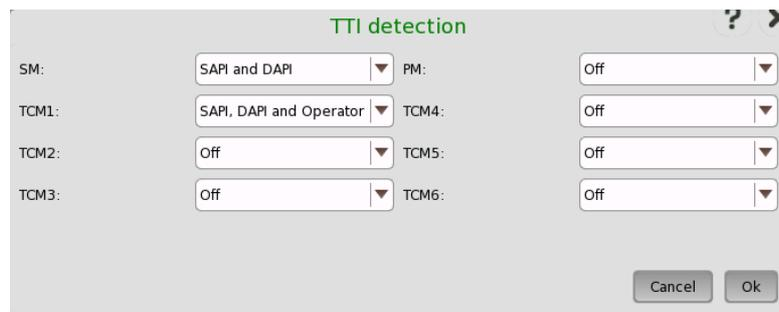 TTI detection ?
SM: SAPI and DAPI PM: Off
TCM1: SAPI, DAPI and Operator TCM4: Off
TCM2: Off TCM5: Off
TCM3: Off TCM6: Off
Cancel Ok